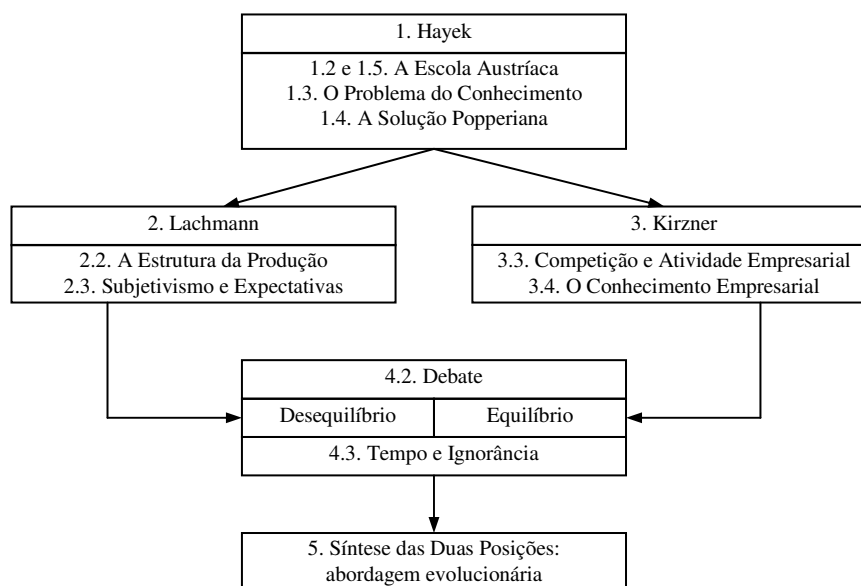 1. Hayek
1.2 e 1.5. A Escola Austríaca
1.3. O Problema do Conhecimento
1.4. A Solução Popperiana
2. Lachmann
2.2. A Estrutura da Produção
2.3. Subjetivismo e Expectativas
3. Kirzner
3.3. Competição e Atividade Empresarial
3.4. O Conhecimento Empresarial
4.2. Debate
Desequilíbrio
Equilíbrio
4.3. Tempo e Ignorância
5. Síntese das Duas Posições:
abordagem evolucionária